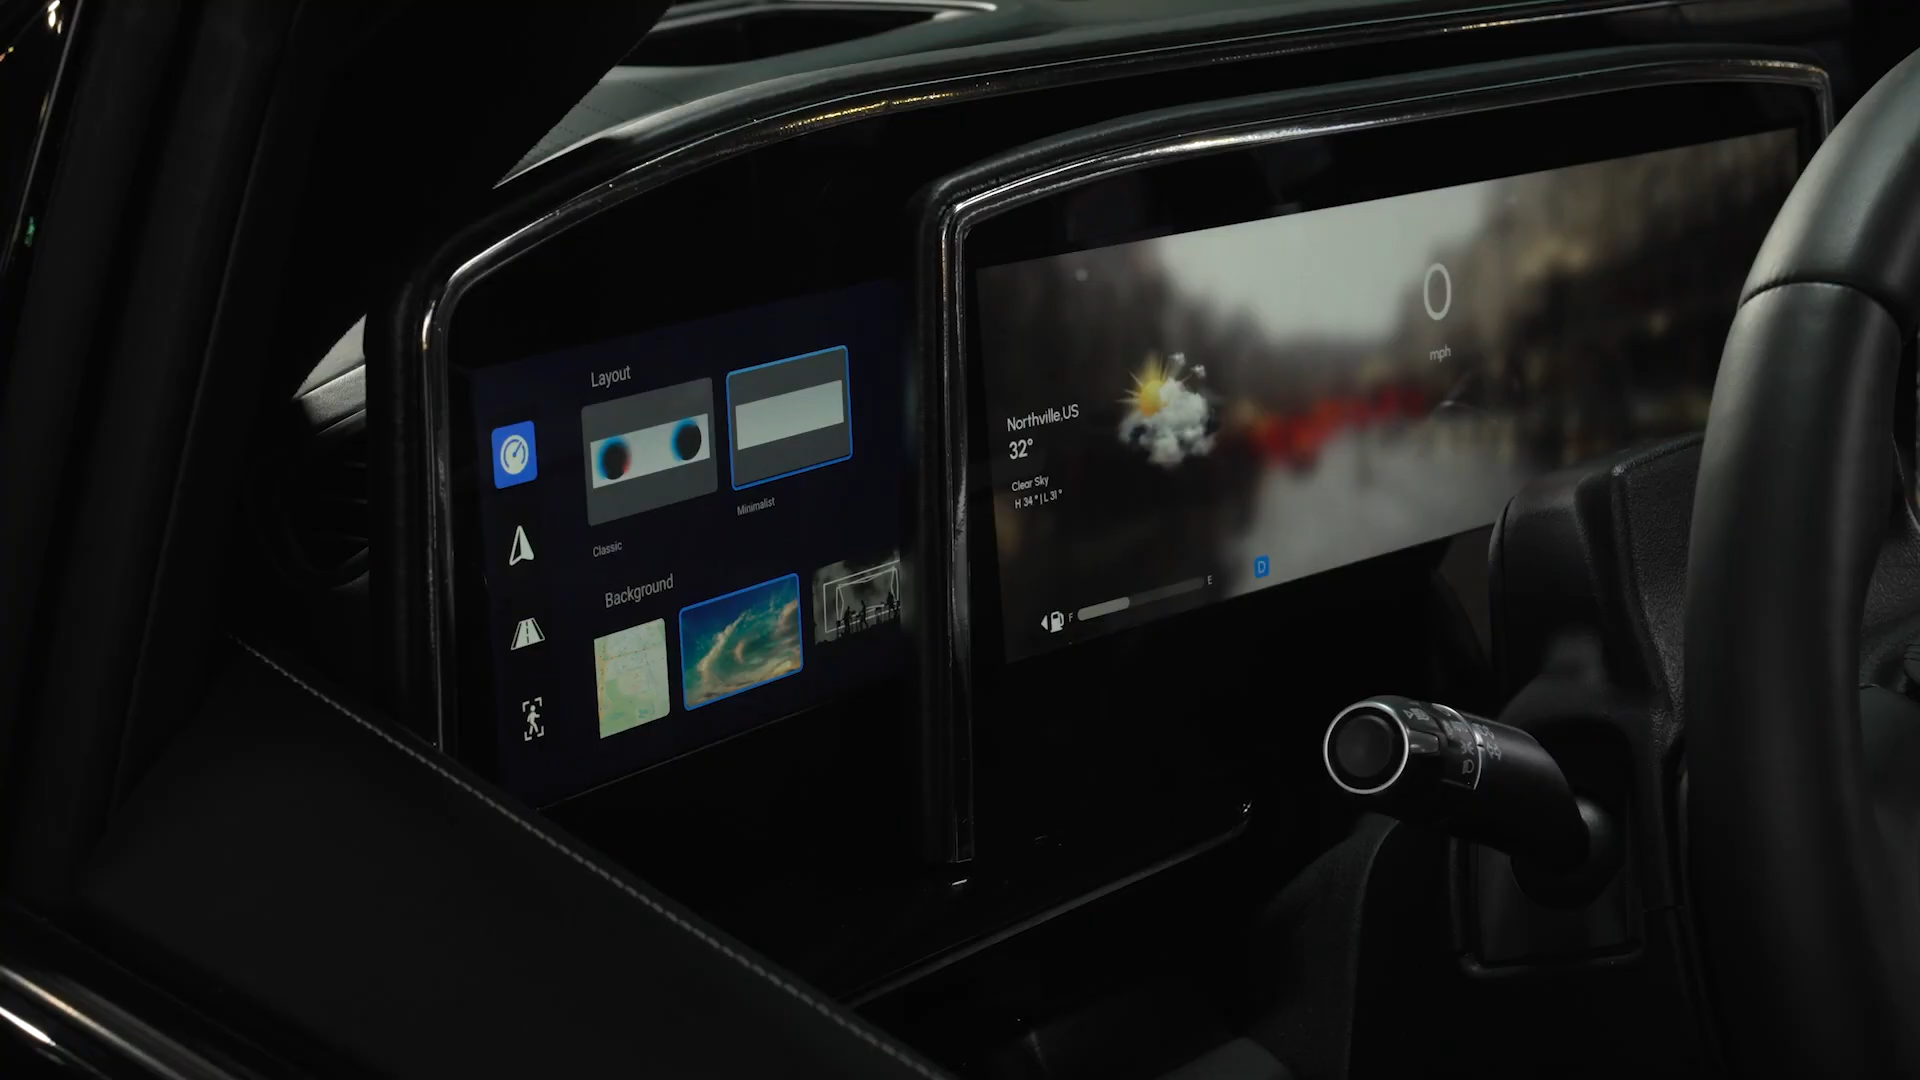 Layout
Classic
Minimalist
Background
Northville,US
32°
Clear Sky
H 34° | L 31°
0
mph
F
E
D